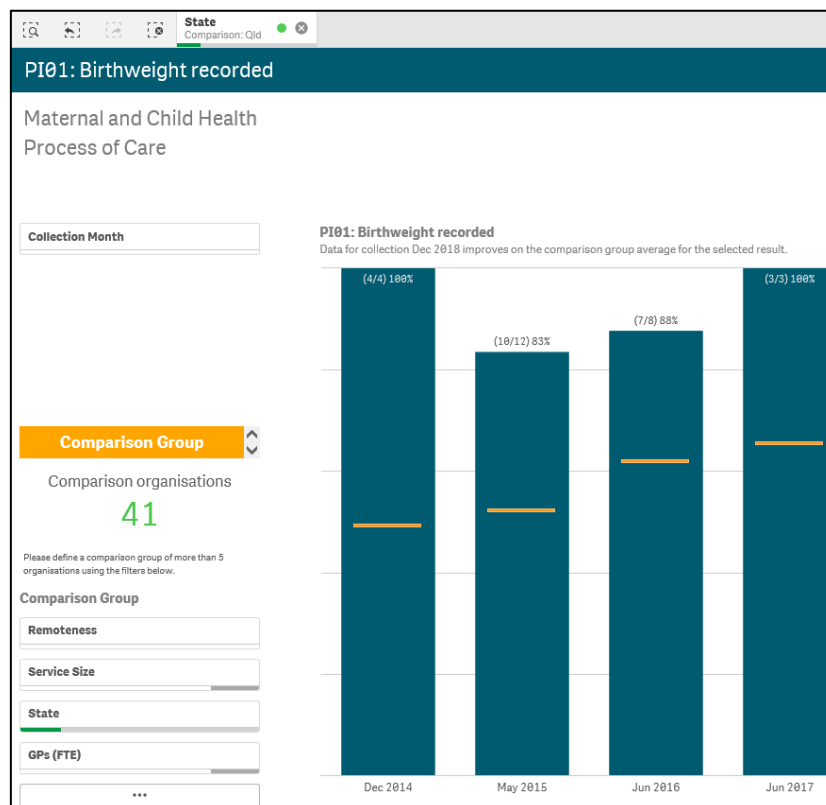 State
Comparison: Qld
PI01: Birthweight recorded
Maternal and Child Health
Process of Care
Collection Month
PI01: Birthweight recorded
Data for collection Dec 2018 improves on the comparison group average for the selected result.
(4/4) 100%
(10/12) 83%
(7/8) 88%
(3/3) 100%
Comparison Group
Comparison organisations
41
Please define a comparison group of more than 5
organisations using the filters below.
Comparison Group
Remoteness
Service Size
State
GPs (FTE)
...
Dec 2014
May 2015
Jun 2016
Jun 2017